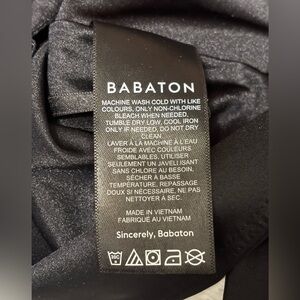 BABATON
MACHINE WASH COLD WITH LIKE
COLOURS, ONLY NON-CHLORINE
BLEACH WHEN NEEDED,
TUMBLE DRY LOW, COOL IRON
ONLY IF NEEDED, DO NOT DRY
CLEAN
LAVER À LA MACHINE À L'EAU
FROIDE AVEC COULEURS
SEMBLABLES, UTILISER
SEULEMENT UN JAVELLISANT
SANS CHLORE AU BESOIN,
SÉCHER À BASSE
TEMPÉRATURE, REPASSAGE
DOUX SI NÉCESSAIRE, NE PAS
NETTOYER À SEC.
MADE IN VIETNAM
FABRIQUÉ AU VIETNAM
Sincerely, Babaton